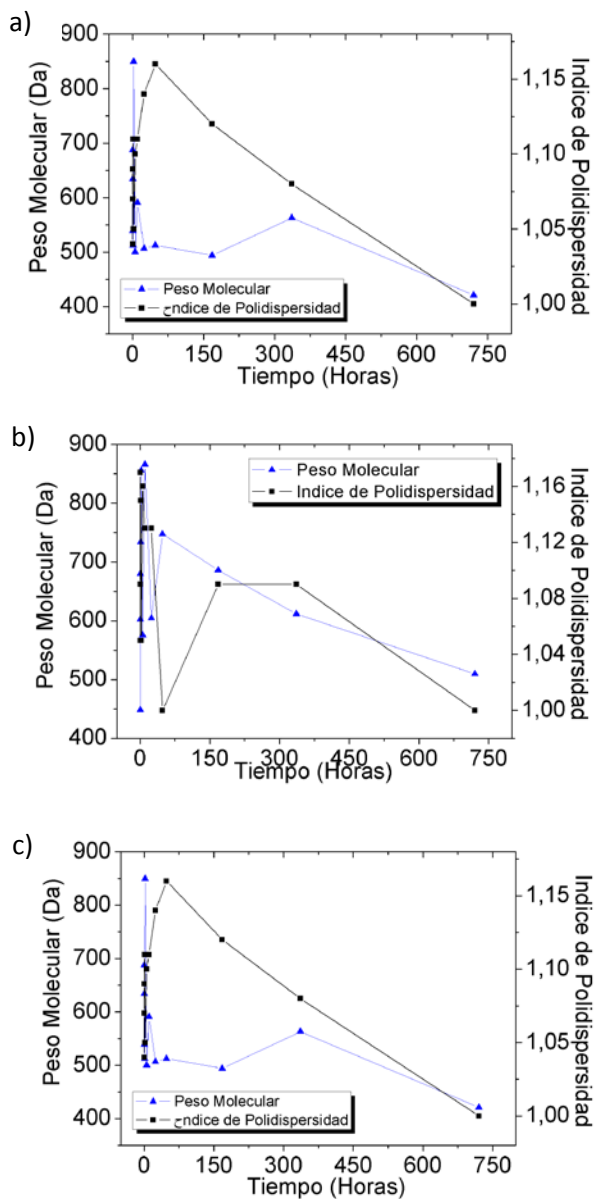 a)
900
800
700
600
500
400
Peso Molecular (Da)
1,15
1,10
1,05
1,00
Indice de Polidispersidad
Peso Molecular
حndice de Polidispersidad
0 150 300 450 600 750
Tiempo (Horas)
b)
900
800
700
600
500
400
Peso Molecular (Da)
1,16
1,12
1,08
1,04
1,00
Indice de Polidispersidad
Peso Molecular
Indice de Polidispersidad
0 150 300 450 600 750
Tiempo (Horas)
c)
900
800
700
600
500
400
Peso Molecular (Da)
1,15
1,10
1,05
1,00
Indice de Polidispersidad
Peso Molecular
حndice de Polidispersidad
0 150 300 450 600 750
Tiempo (Horas)